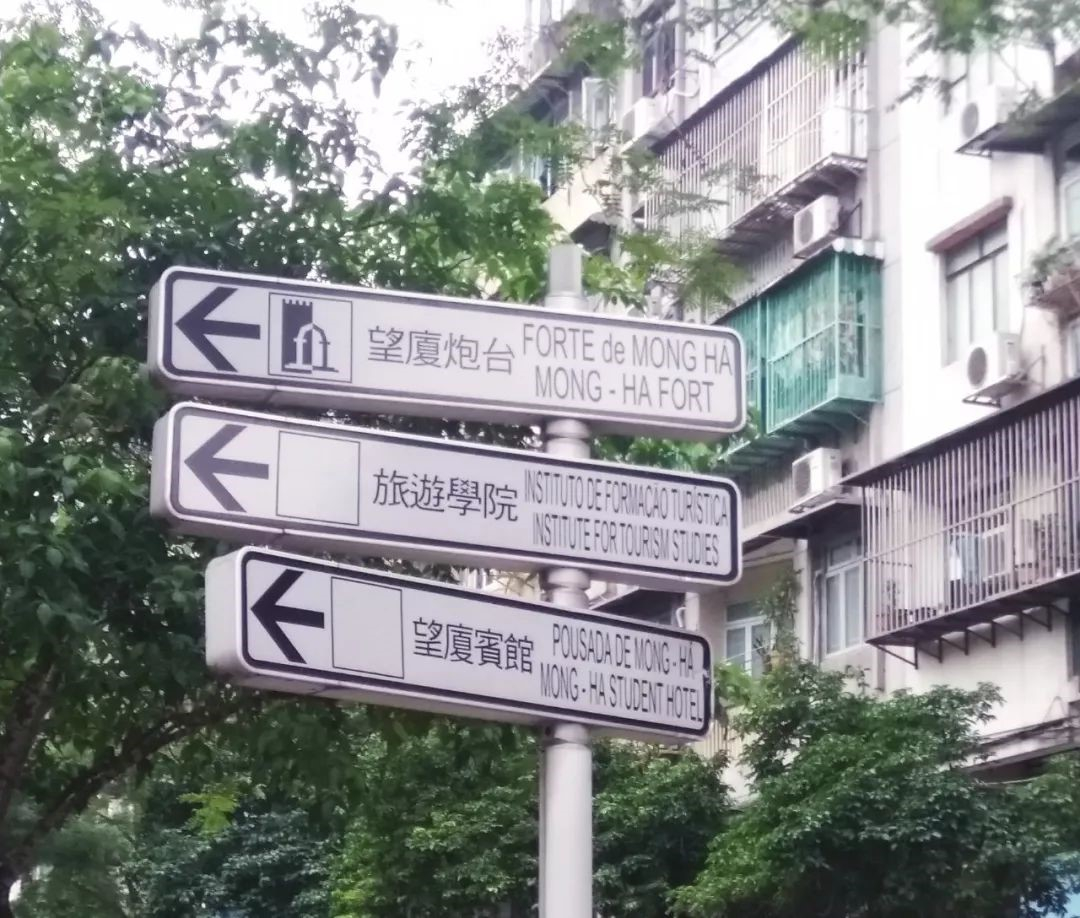 望廈炮台
FORTE de MONG HA
MONG - HA FORT
旅遊學院
INSTITUTO DE FORMAÇÃO TURÍSTICA
INSTITUTE FOR TOURISM STUDIES
望廈賓館
POUSADA DE MONG - HÁ
MONG - HA STUDENT HOTEL